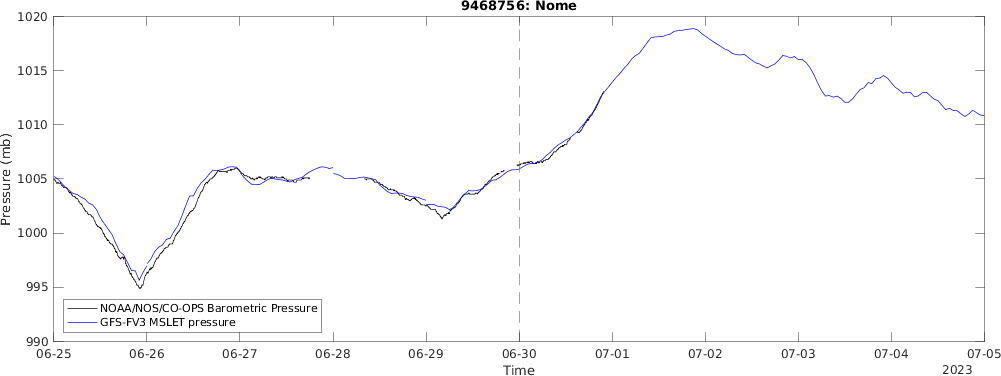 9468756: Nome
1020
1015
1010
1005
1000
995
990
Pressure (mb)
NOAA/NOS/CO-OPS Barometric Pressure
GFS-FV3 MSLET pressure
06-25 06-26 06-27 06-28 06-29 06-30 07-01 07-02 07-03 07-04 07-05
Time
2023